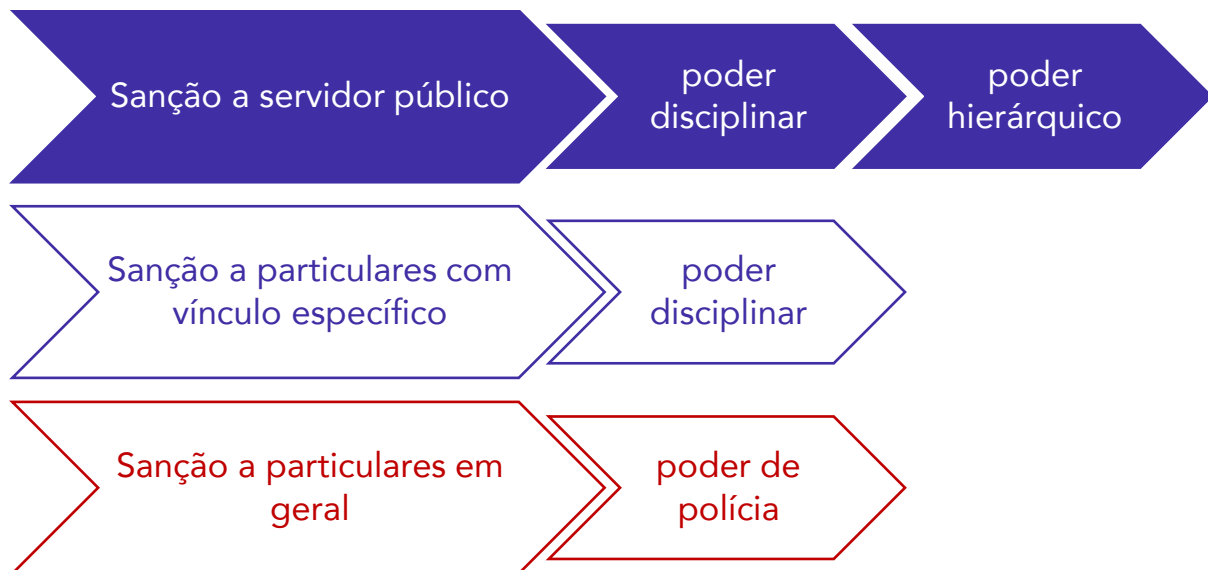 Sanção a servidor público
poder
disciplinar
poder
hierárquico
Sanção a particulares com
vínculo específico
poder
disciplinar
Sanção a particulares em
geral
poder de
polícia